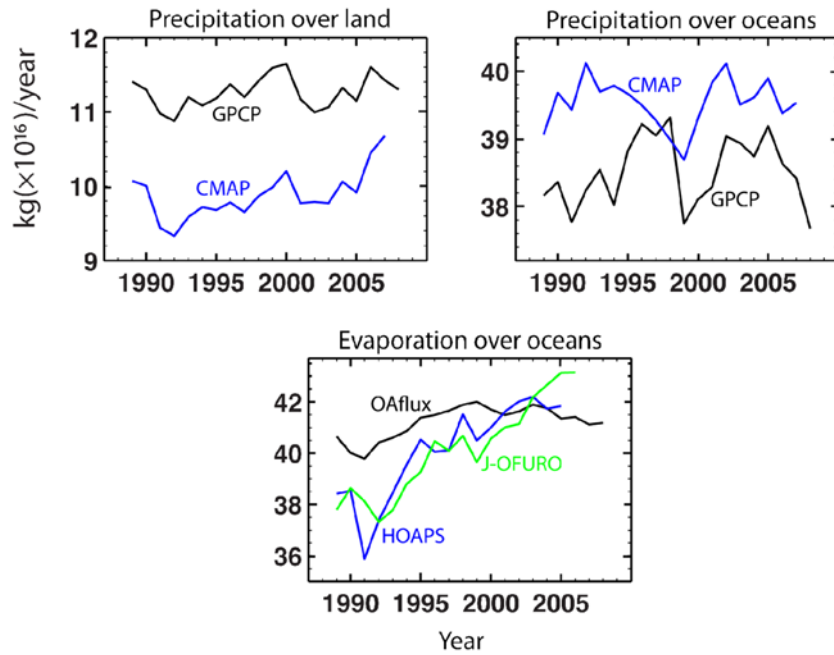 Precipitation over land
Precipitation over oceans
kg(×10¹⁶)/year
12
11
10
9
GPCP
CMAP
1990 1995 2000 2005
40
39
38
CMAP
GPCP
1990 1995 2000 2005
Evaporation over oceans
42
40
38
36
OAflux
J-OFURO
HOAPS
1990 1995 2000 2005
Year